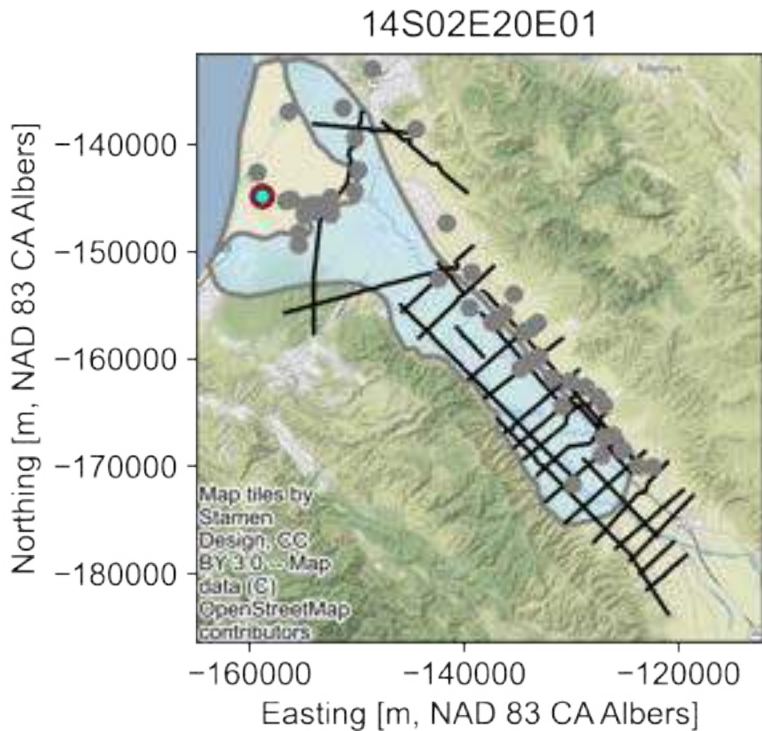 14S02E20E01
Northing [m, NAD 83 CA Albers]
−140000
−150000
−160000
−170000
−180000
Map tiles by
Stamen
Design, CC
BY 3.0 -- Map
data (C)
OpenStreetMap
contributors
−160000
−140000
−120000
Easting [m, NAD 83 CA Albers]